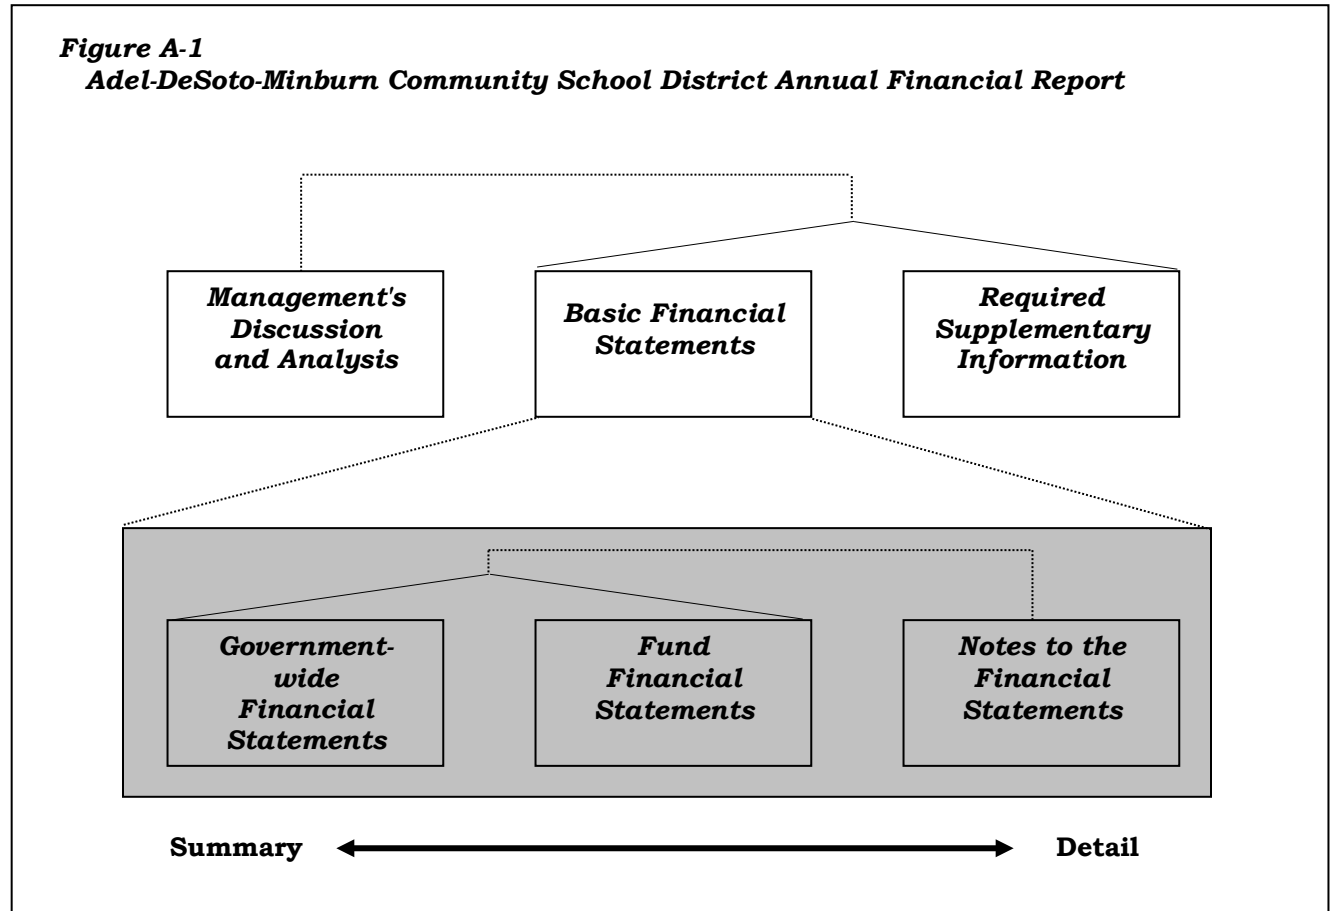 Figure A-1
Adel-DeSoto-Minburn Community School District Annual Financial Report
Management's
Discussion
and Analysis
Basic Financial
Statements
Required
Supplementary
Information
Government-
wide
Financial
Statements
Fund
Financial
Statements
Notes to the
Financial
Statements
Summary
Detail